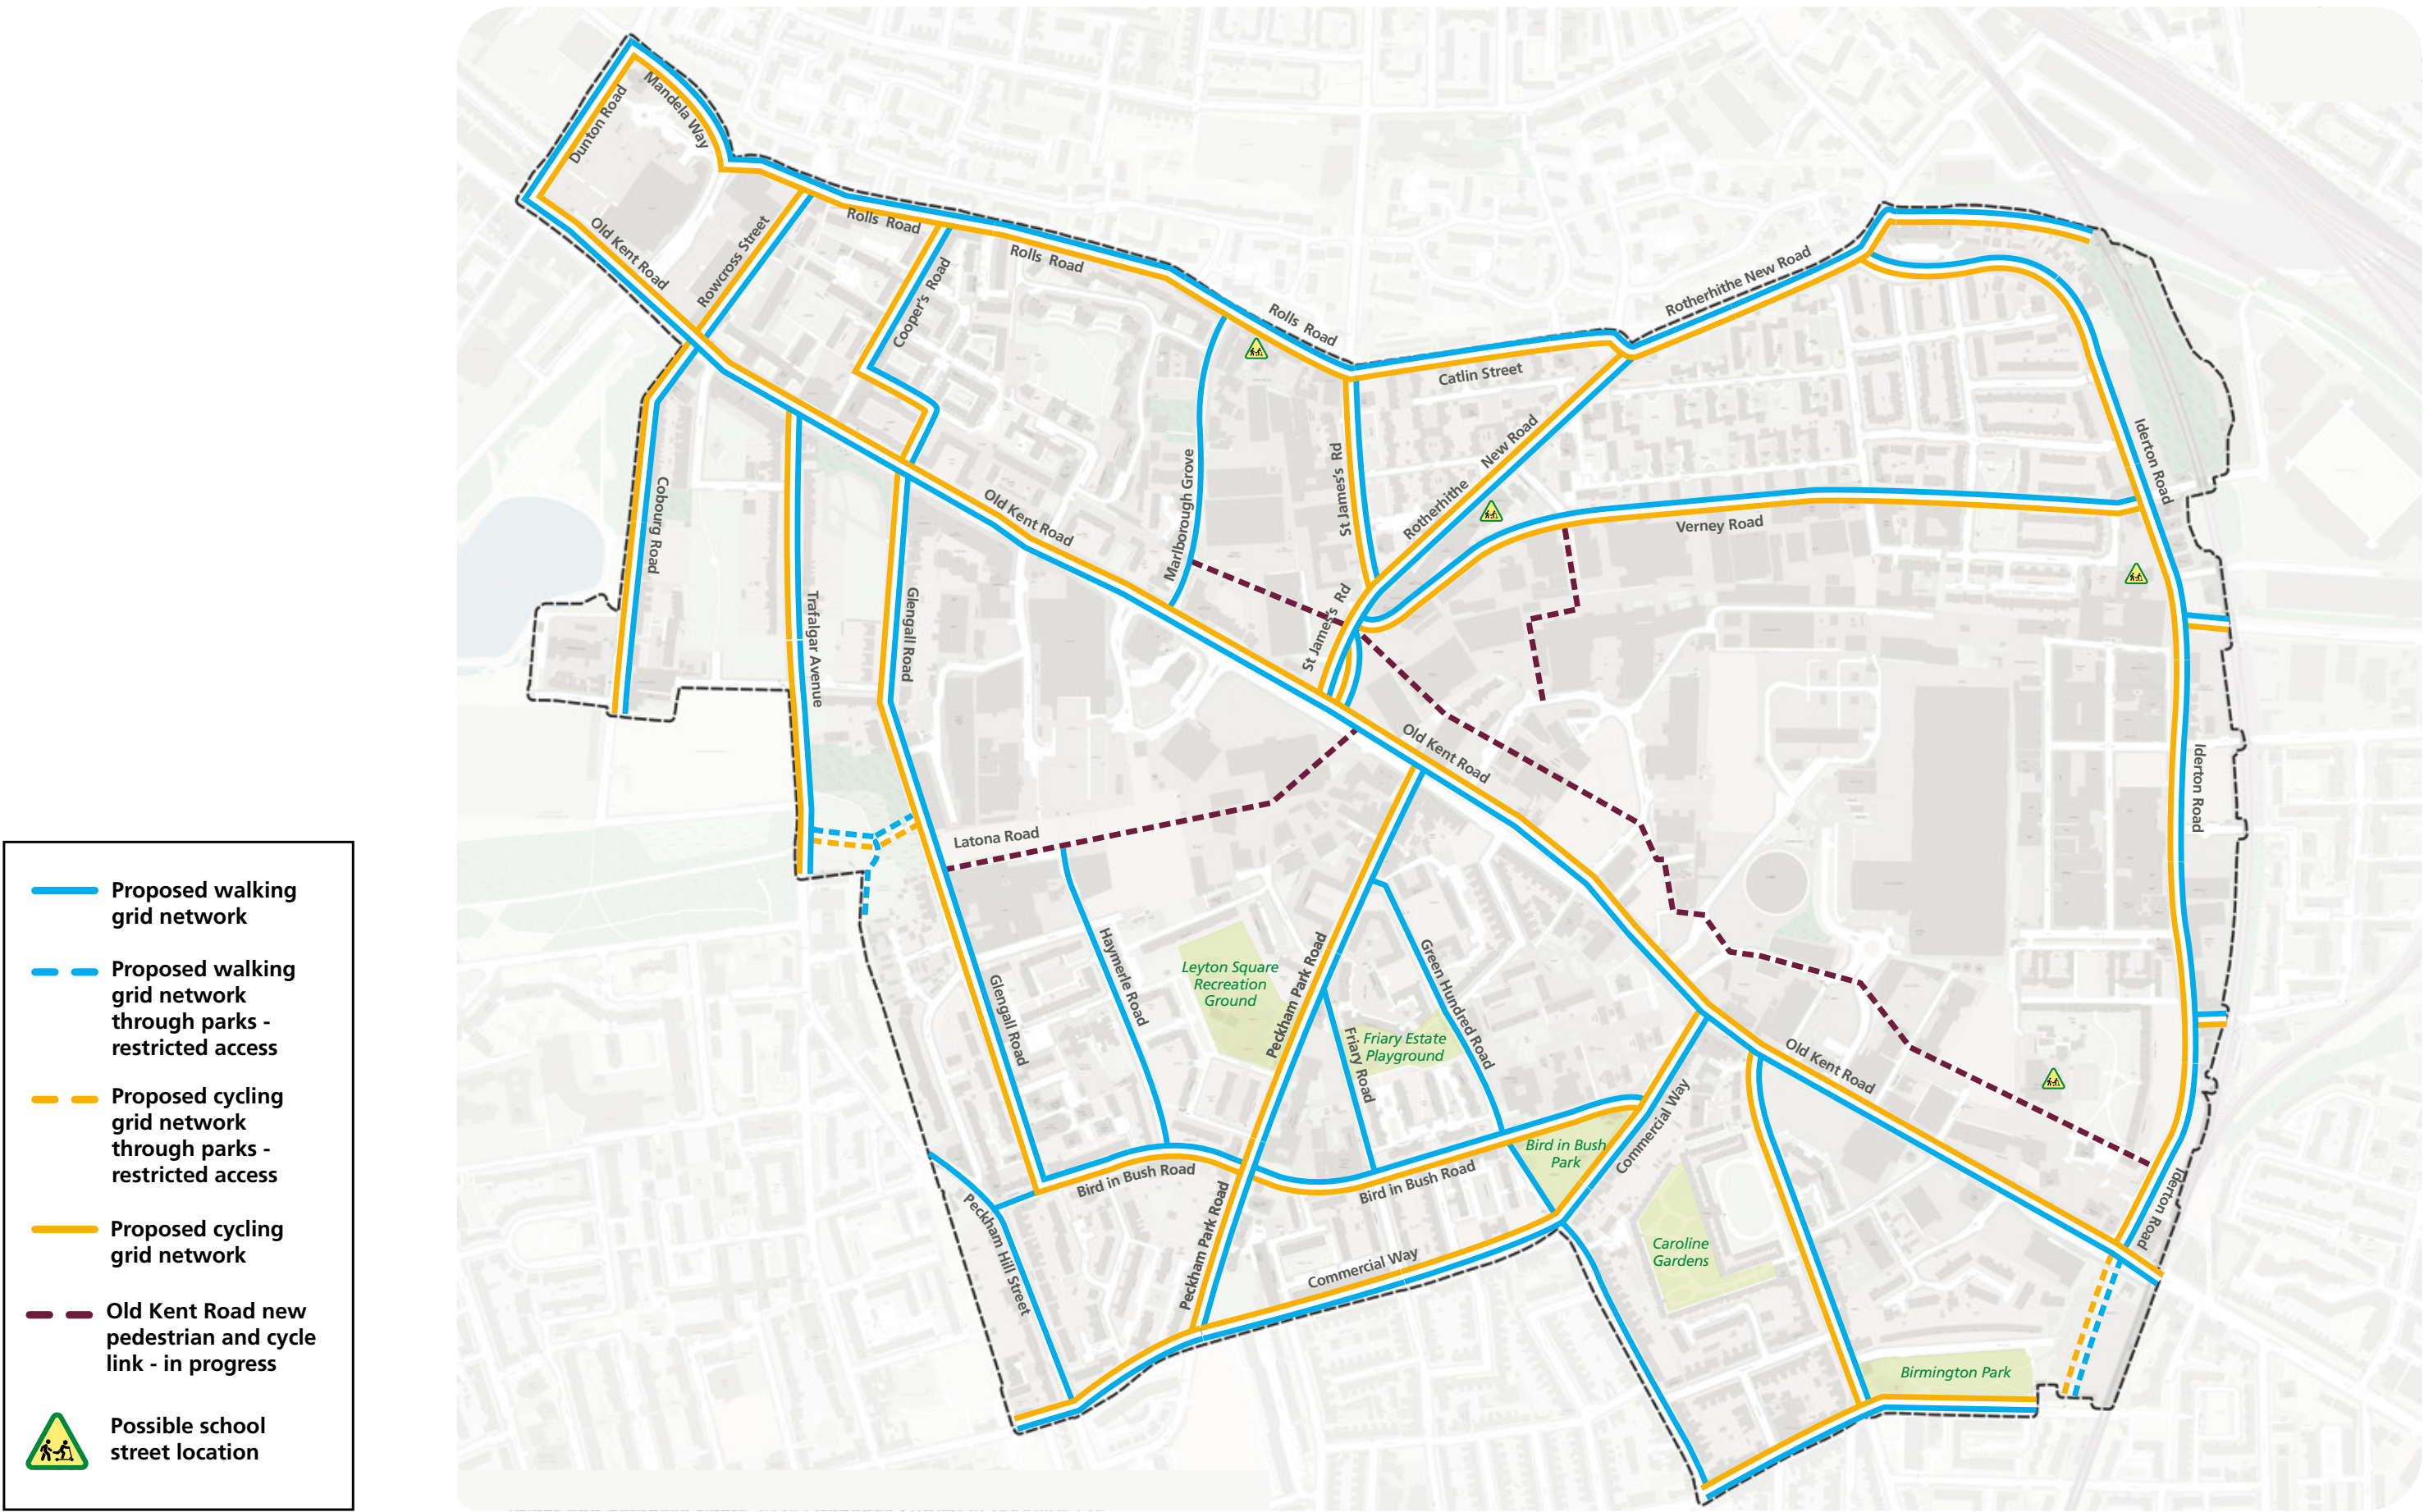 Mandela Way
Dunton Road
Old Kent Road
Rowcross Street
Rolls Road
Cooper's Road
Rolls Road
Rolls Road
Rotherhithe New Road
Catlin Street
Cobourg Road
Trafalgar Avenue
Glengall Road
Old Kent Road
Marlborough Grove
St James's Rd
Rotherhithe New Road
St James's Rd
Verney Road
Ilderton Road
Ilderton Road
Old Kent Road
Latona Road
Haymerle Road
Glengall Road
Leyton Square
Recreation
Ground
Peckham Park Road
Green Hundred Road
Friary Estate
Playground
Friary Road
Old Kent Road
Commercial Way
Bird in Bush
Park
Bird in Bush Road
Bird in Bush Road
Peckham Hill Street
Peckham Park Road
Commercial Way
Caroline
Gardens
Ilderton Road
Birmington Park
Proposed walking
grid network
Proposed walking
grid network
through parks -
restricted access
Proposed cycling
grid network
through parks -
restricted access
Proposed cycling
grid network
Old Kent Road new
pedestrian and cycle
link - in progress
Possible school
street location